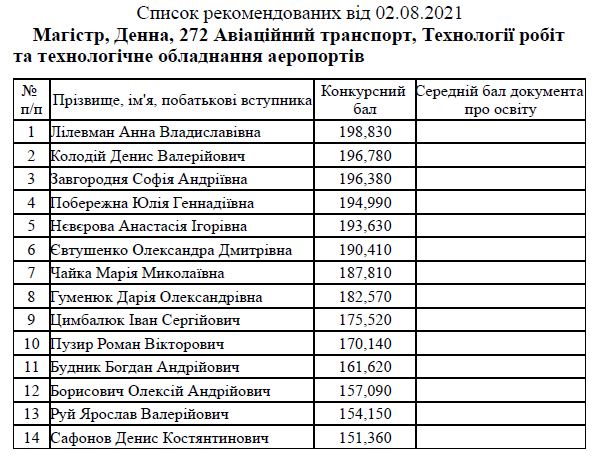 Список рекомендованих від 02.08.2021
Магістр, Денна, 272 Авіаційний транспорт, Технології робіт
та технологічне обладнання аеропортів
№ п/п Прізвище, ім'я, побатькові вступника Конкурсний бал Середній бал документа про освіту
1 Лілевман Анна Владиславівна 198,830
2 Колодій Денис Валерійович 196,780
3 Завгородня Софія Андріївна 196,380
4 Побережна Юлія Геннадіївна 194,990
5 Нєвєрова Анастасія Ігорівна 193,630
6 Євтушенко Олександра Дмитрівна 190,410
7 Чайка Марія Миколаївна 187,810
8 Гуменюк Дарія Олександрівна 182,570
9 Цимбалюк Іван Сергійович 175,520
10 Пузир Роман Вікторович 170,140
11 Будник Богдан Андрійович 161,620
12 Борисович Олексій Андрійович 157,090
13 Руй Ярослав Валерійович 154,150
14 Сафонов Денис Костянтинович 151,360